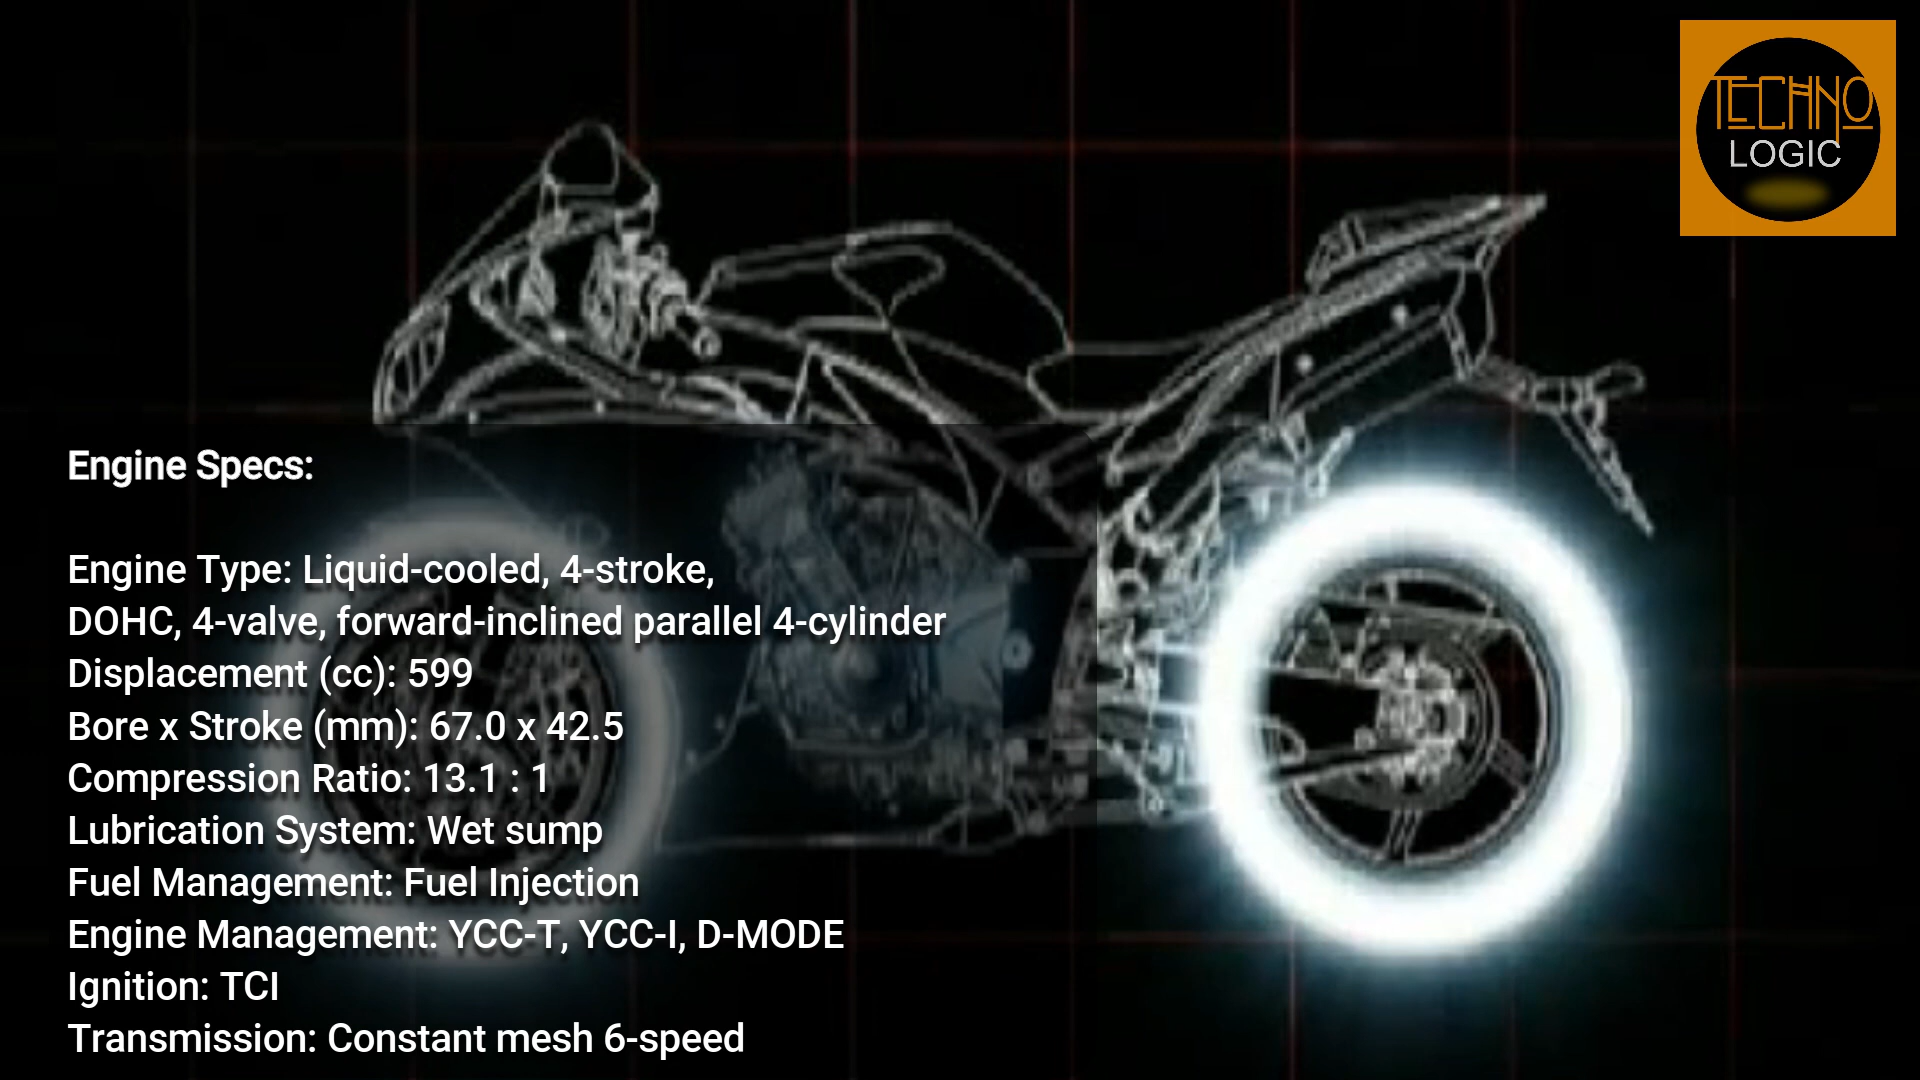 TECHNO
LOGIC
Engine Specs:
Engine Type: Liquid-cooled, 4-stroke,
DOHC, 4-valve, forward-inclined parallel 4-cylinder
Displacement (cc): 599
Bore x Stroke (mm): 67.0 x 42.5
Compression Ratio: 13.1 : 1
Lubrication System: Wet sump
Fuel Management: Fuel Injection
Engine Management: YCC-T, YCC-I, D-MODE
Ignition: TCI
Transmission: Constant mesh 6-speed